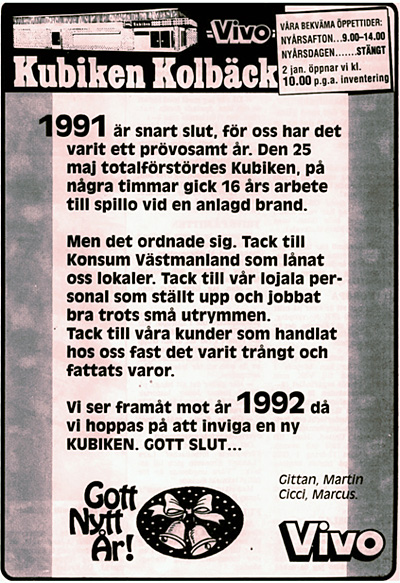 Vivo
VÅRA BEKVÄMA ÖPPETTIDER:
NYÅRSAFTON...9.00-14.00
NYÅRSDAGEN......STÄNGT
2 jan. öppnar vi kl.
10.00 p.g.a. inventering
Kubiken Kolbäck
1991 är snart slut, för oss har det
varit ett prövosamt år. Den 25
maj totalförstördes Kubiken, på
några timmar gick 16 års arbete
till spillo vid en anlagd brand.
Men det ordnade sig. Tack till
Konsum Västmanland som lånat
oss lokaler. Tack till vår lojala per-
sonal som ställt upp och jobbat
bra trots små utrymmen.
Tack till våra kunder som handlat
hos oss fast det varit trångt och
fattats varor.
Vi ser framåt mot år 1992 då
vi hoppas på att inviga en ny
KUBIKEN. GOTT SLUT...
Gittan, Martin
Cicci, Marcus.
Gott
Nytt
År!
Vivo